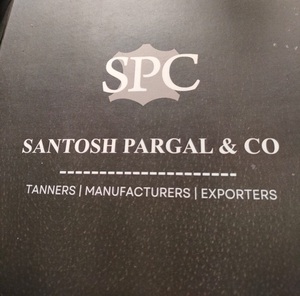 SPC
SANTOSH PARGAL & CO
TANNERS | MANUFACTURERS | EXPORTERS